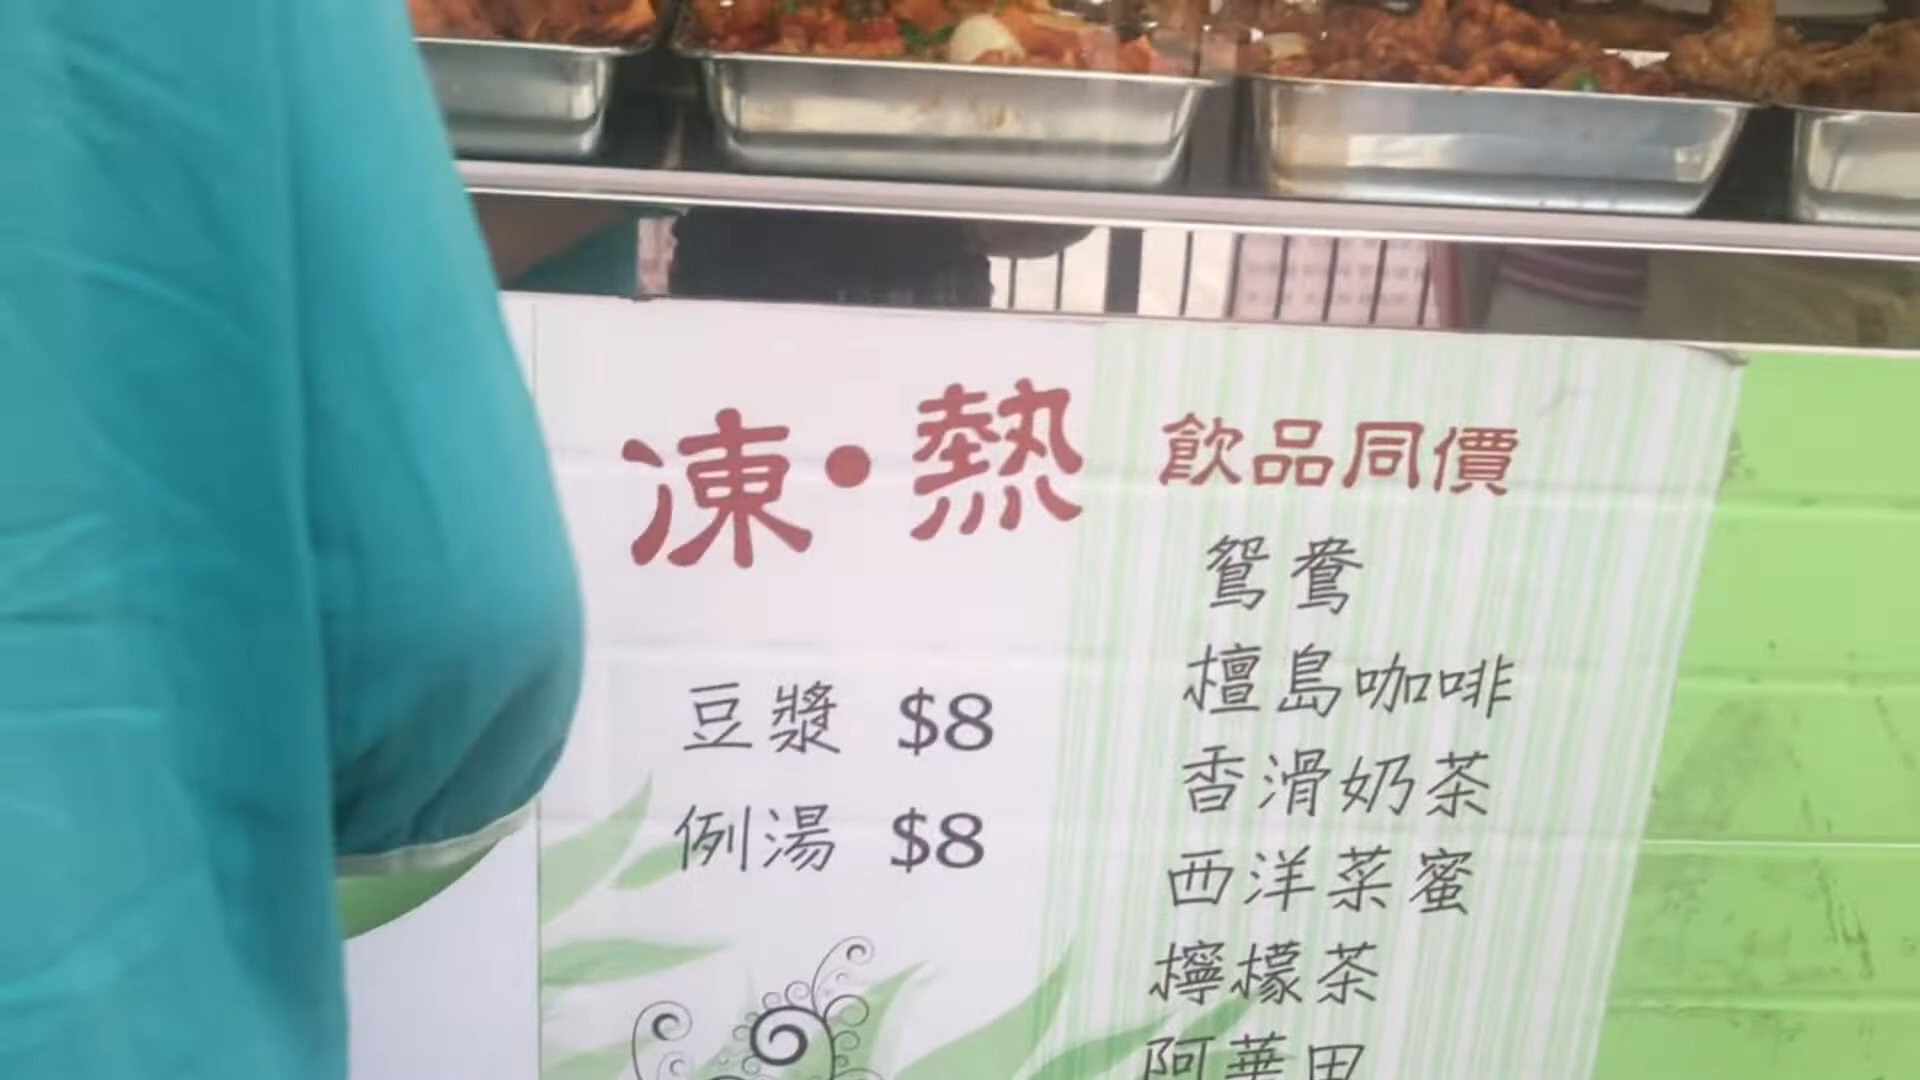 凍·熱 飲品同價
鴛鴦
檀島咖啡
豆漿 $8
香滑奶茶
例湯 $8
西洋菜蜜
檸檬茶
阿華田